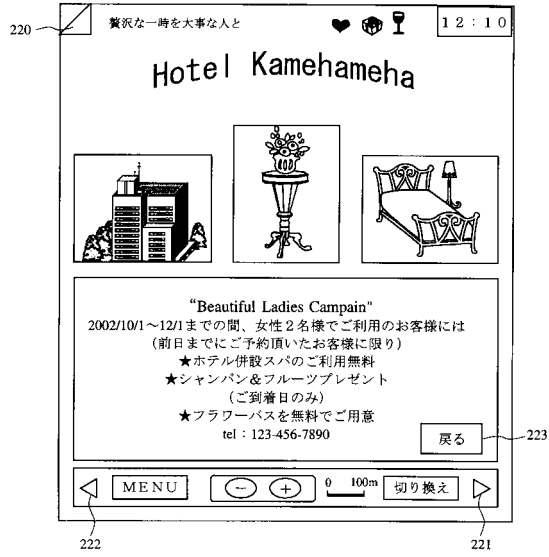 220
贅沢な一時を大事な人と
12:10
Hotel Kamehameha
"Beautiful Ladies Campain"
2002/10/1～12/1までの間、女性2名様でご利用のお客様には
(前日までにご予約頂いたお客様に限り)
★ホテル併設スパのご利用無料
★シャンパン&フルーツプレゼント
(ご到着日のみ)
★フラワーバスを無料でご用意
tel : 123-456-7890
戻る
223
MENU
−
+
0 100m
切り換え
222
221